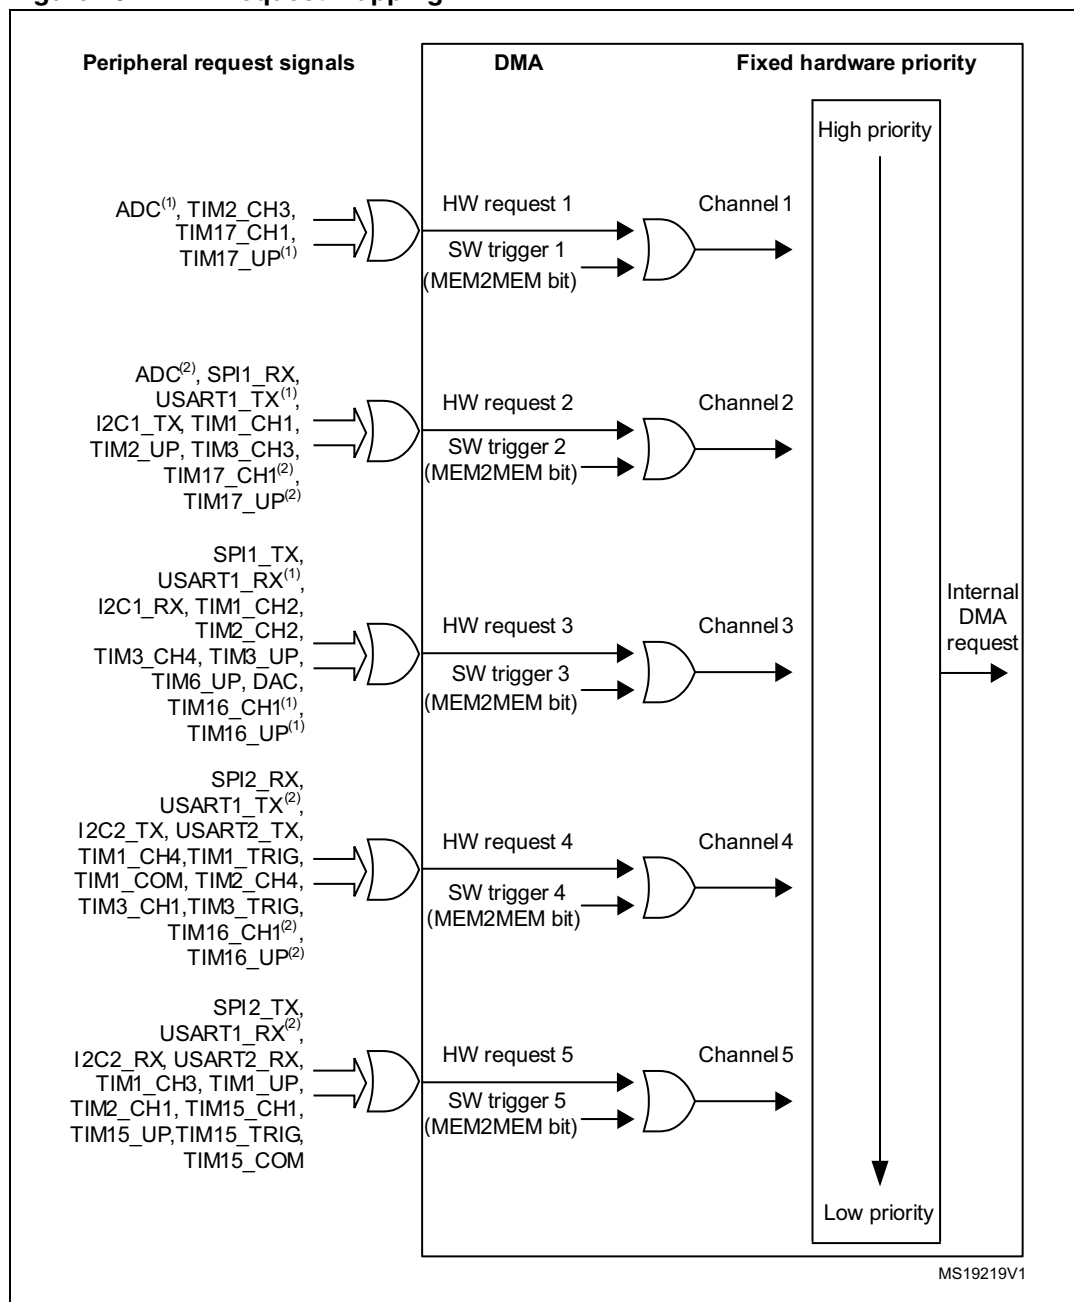 Peripheral request signals
DMA
Fixed hardware priority
High priority
ADC(1), TIM2_CH3,
TIM17_CH1,
TIM17_UP(1)
HW request 1
SW trigger 1
(MEM2MEM bit)
Channel 1
ADC(2), SPI1_RX,
USART1_TX(1),
I2C1_TX, TIM1_CH1,
TIM2_UP, TIM3_CH3,
TIM17_CH1(2),
TIM17_UP(2)
HW request 2
SW trigger 2
(MEM2MEM bit)
Channel 2
SPI1_TX,
USART1_RX(1),
I2C1_RX, TIM1_CH2,
TIM2_CH2,
TIM3_CH4, TIM3_UP,
TIM6_UP, DAC,
TIM16_CH1(1),
TIM16_UP(1)
HW request 3
SW trigger 3
(MEM2MEM bit)
Channel 3
Internal
DMA
request
SPI2_RX,
USART1_TX(2),
I2C2_TX, USART2_TX,
TIM1_CH4,TIM1_TRIG,
TIM1_COM, TIM2_CH4,
TIM3_CH1,TIM3_TRIG,
TIM16_CH1(2),
TIM16_UP(2)
HW request 4
SW trigger 4
(MEM2MEM bit)
Channel 4
SPI2_TX,
USART1_RX(2),
I2C2_RX, USART2_RX,
TIM1_CH3, TIM1_UP,
TIM2_CH1, TIM15_CH1,
TIM15_UP,TIM15_TRIG,
TIM15_COM
HW request 5
SW trigger 5
(MEM2MEM bit)
Channel 5
Low priority
MS19219V1